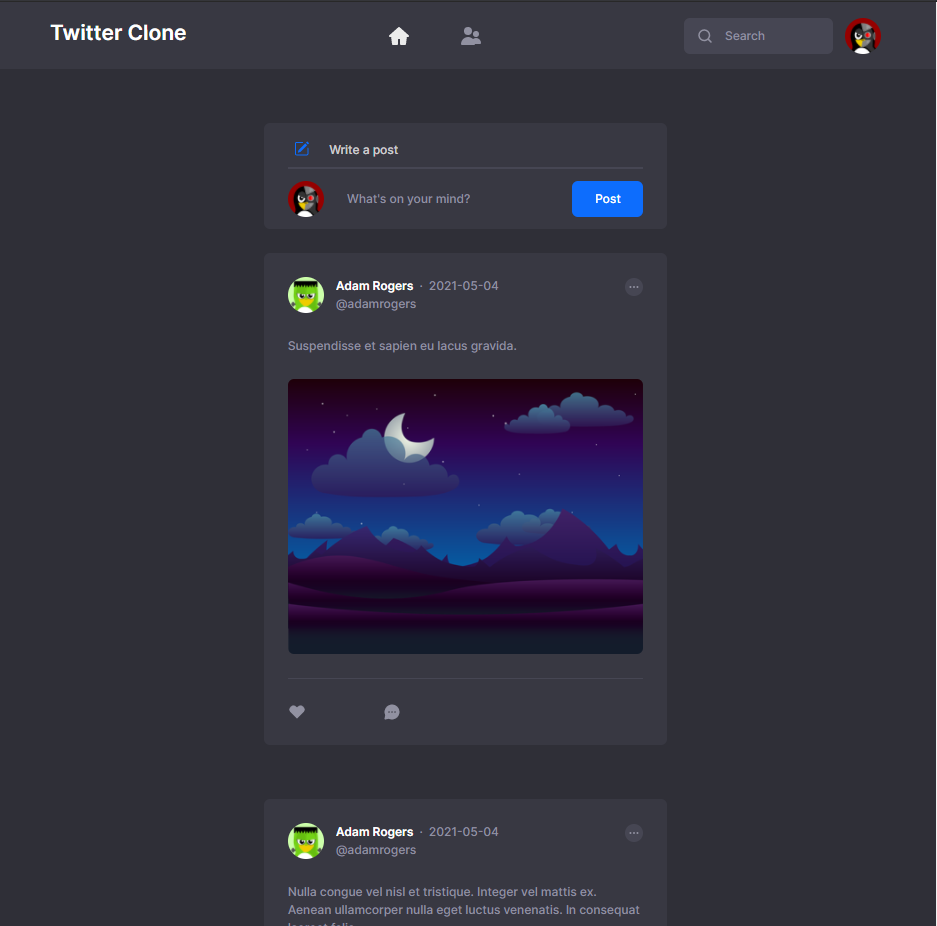 Twitter Clone
Search
Write a post
What's on your mind?
Post
Adam Rogers · 2021-05-04
@adamrogers
Suspendisse et sapien eu lacus gravida.
Adam Rogers · 2021-05-04
@adamrogers
Nulla congue vel nisl et tristique. Integer vel mattis ex.
Aenean ullamcorper nulla eget luctus venenatis. In consequat